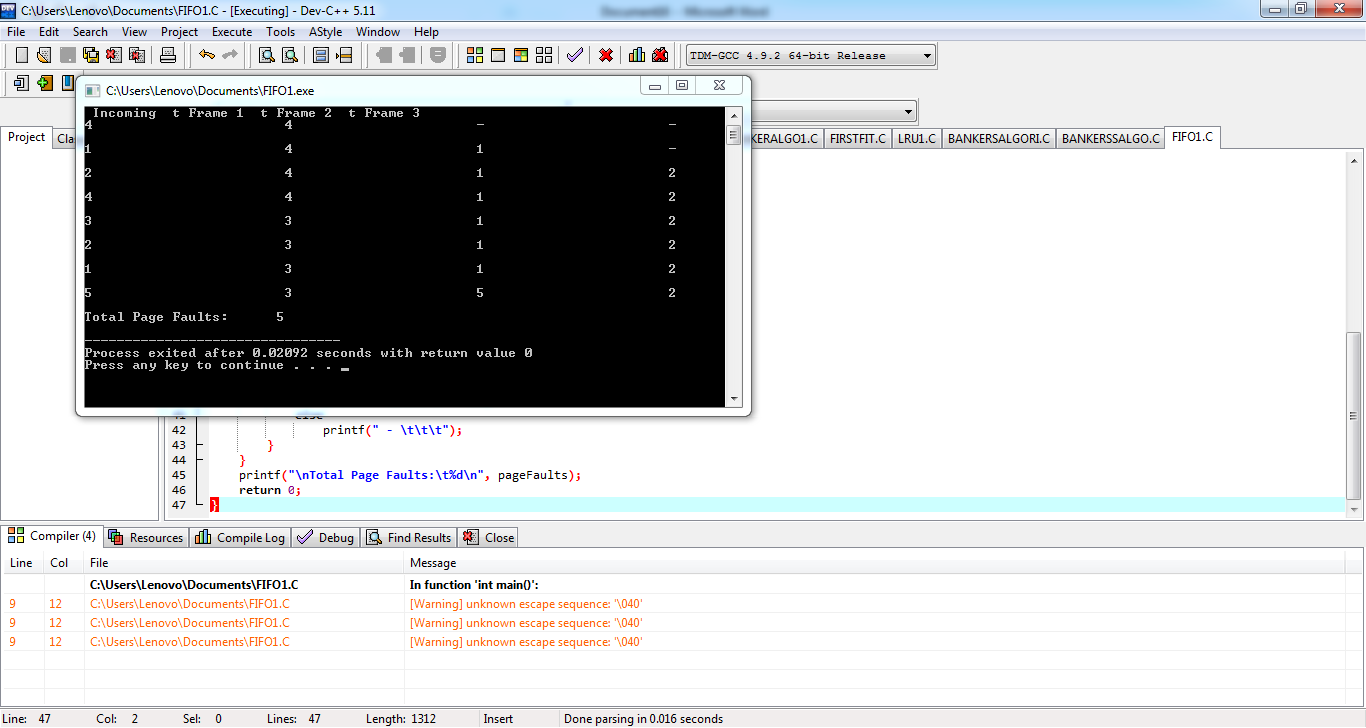 C:\Users\Lenovo\Documents\FIFO1.C - [Executing] - Dev-C++ 5.11
File Edit Search View Project Execute Tools AStyle Window Help
TDM-GCC 4.9.2 64-bit Release
C:\Users\Lenovo\Documents\FIFO1.exe
Incoming t Frame 1 t Frame 2 t Frame 3
4 4 - -
1 4 1 -
2 4 1 2
4 4 1 2
3 3 1 2
2 3 1 2
1 3 1 2
5 3 5 2
Total Page Faults: 5
--------------------------------
Process exited after 0.02092 seconds with return value 0
Press any key to continue . . . _
Project Cla
KERALGO1.C FIRSTFIT.C LRU1.C BANKERSALGORI.C BANKERSSALGO.C FIFO1.C
41 else
42 printf(" - \t\t\t");
43 }
44 }
45 printf("\nTotal Page Faults:\t%d\n", pageFaults);
46 return 0;
47 }
Compiler (4) Resources Compile Log Debug Find Results Close
Line Col File Message
C:\Users\Lenovo\Documents\FIFO1.C In function 'int main()':
9 12 C:\Users\Lenovo\Documents\FIFO1.C [Warning] unknown escape sequence: '\040'
9 12 C:\Users\Lenovo\Documents\FIFO1.C [Warning] unknown escape sequence: '\040'
9 12 C:\Users\Lenovo\Documents\FIFO1.C [Warning] unknown escape sequence: '\040'
Line: 47 Col: 2 Sel: 0 Lines: 47 Length: 1312 Insert Done parsing in 0.016 seconds